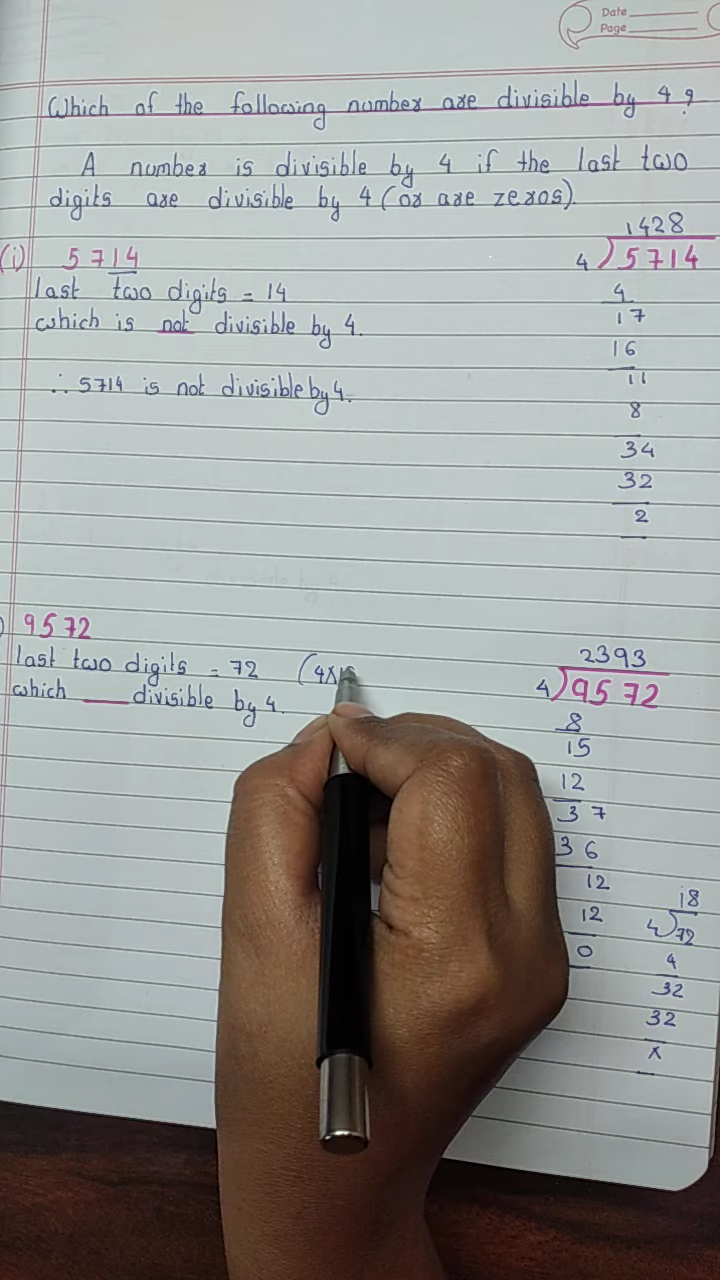 Date
Page
Which of the following number are divisible by 4?
A number is divisible by 4 if the last two
digits are divisible by 4 (or are zeros).
(i) 5714
last two digits = 14
which is not divisible by 4.
∴ 5714 is not divisible by 4.
1428
4)5714
4
17
16
11
8
34
32
2
) 9572
last two digits = 72 (4×1
which ___ divisible by 4.
2393
4)9572
8
15
12
37
36
12
12
0
18
4)72
4
32
32
x